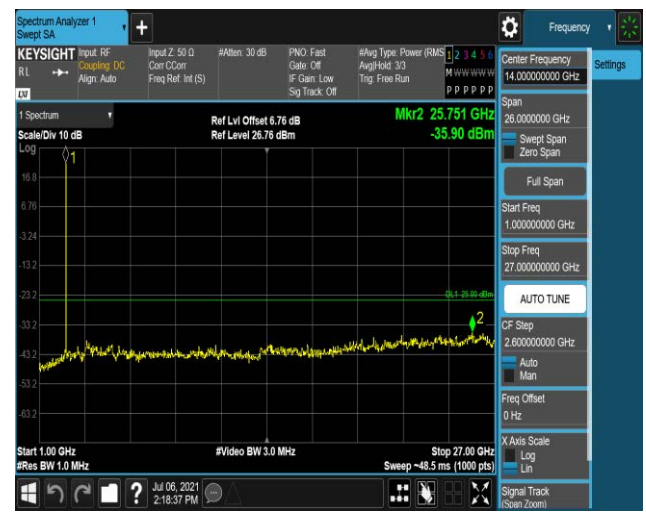 Spectrum Analyzer 1
Swept SA
Frequency
Settings
KEYSIGHT
RL
LXI
Input: RF
Coupling: DC
Align: Auto
Input Z: 50 Ω
Corr CCorr
Freq Ref: Int (S)
#Atten: 30 dB
PNO: Fast
Gate: Off
IF Gain: Low
Sig Track: Off
#Avg Type: Power (RMS
Avg|Hold: 3/3
Trig: Free Run
1 2 3 4 5 6
M W W W W W
P P P P P P
1 Spectrum
Scale/Div 10 dB
Log
Ref Lvl Offset 6.76 dB
Ref Level 26.76 dBm
Mkr2 25.751 GHz
-35.90 dBm
1
16.8
6.76
-3.24
-13.2
-23.2
-33.2
-43.2
-53.2
-63.2
DL1 -25.00 dBm
2
Start 1.00 GHz
#Res BW 1.0 MHz
#Video BW 3.0 MHz
Stop 27.00 GHz
Sweep ~48.5 ms (1000 pts)
Center Frequency
14.000000000 GHz
Span
26.0000000 GHz
Swept Span
Zero Span
Full Span
Start Freq
1.000000000 GHz
Stop Freq
27.000000000 GHz
AUTO TUNE
CF Step
2.600000000 GHz
Auto
Man
Freq Offset
0 Hz
X Axis Scale
Log
Lin
Signal Track
(Span Zoom)
?
Jul 06, 2021
2:18:37 PM